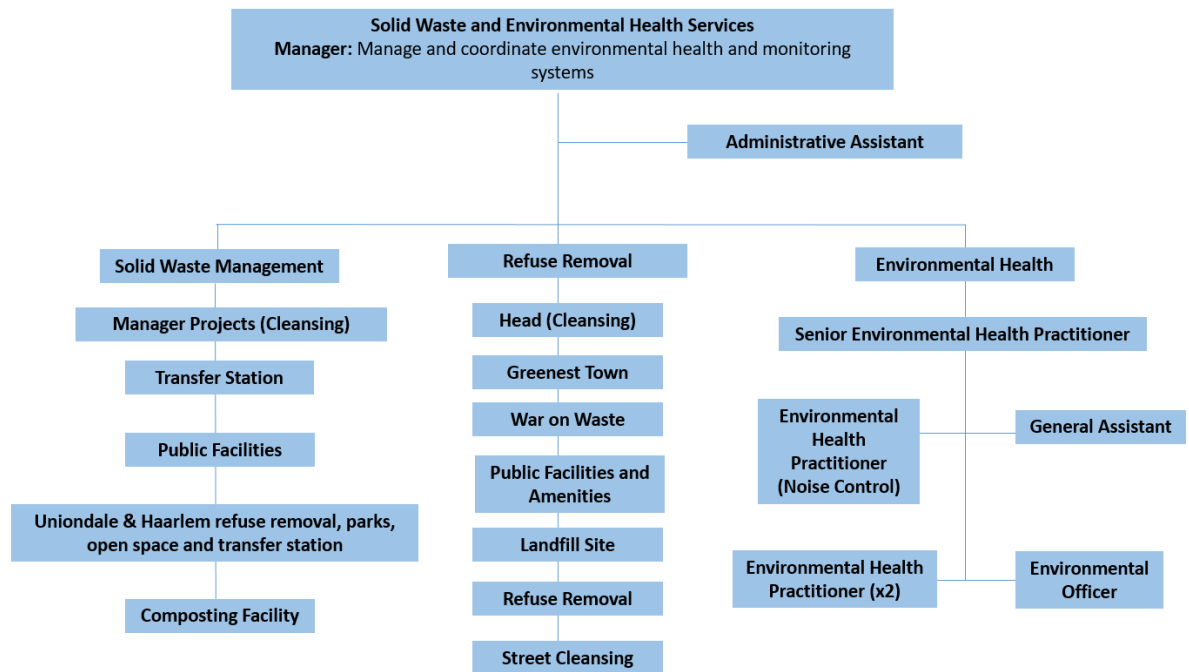 Solid Waste and Environmental Health Services
Manager: Manage and coordinate environmental health and monitoring
systems
Administrative Assistant
Solid Waste Management
Manager Projects (Cleansing)
Transfer Station
Public Facilities
Uniondale & Haarlem refuse removal, parks,
open space and transfer station
Composting Facility
Refuse Removal
Head (Cleansing)
Greenest Town
War on Waste
Public Facilities and
Amenities
Landfill Site
Refuse Removal
Street Cleansing
Environmental Health
Senior Environmental Health Practitioner
Environmental
Health
Practitioner
(Noise Control)
General Assistant
Environmental Health
Practitioner (x2)
Environmental
Officer